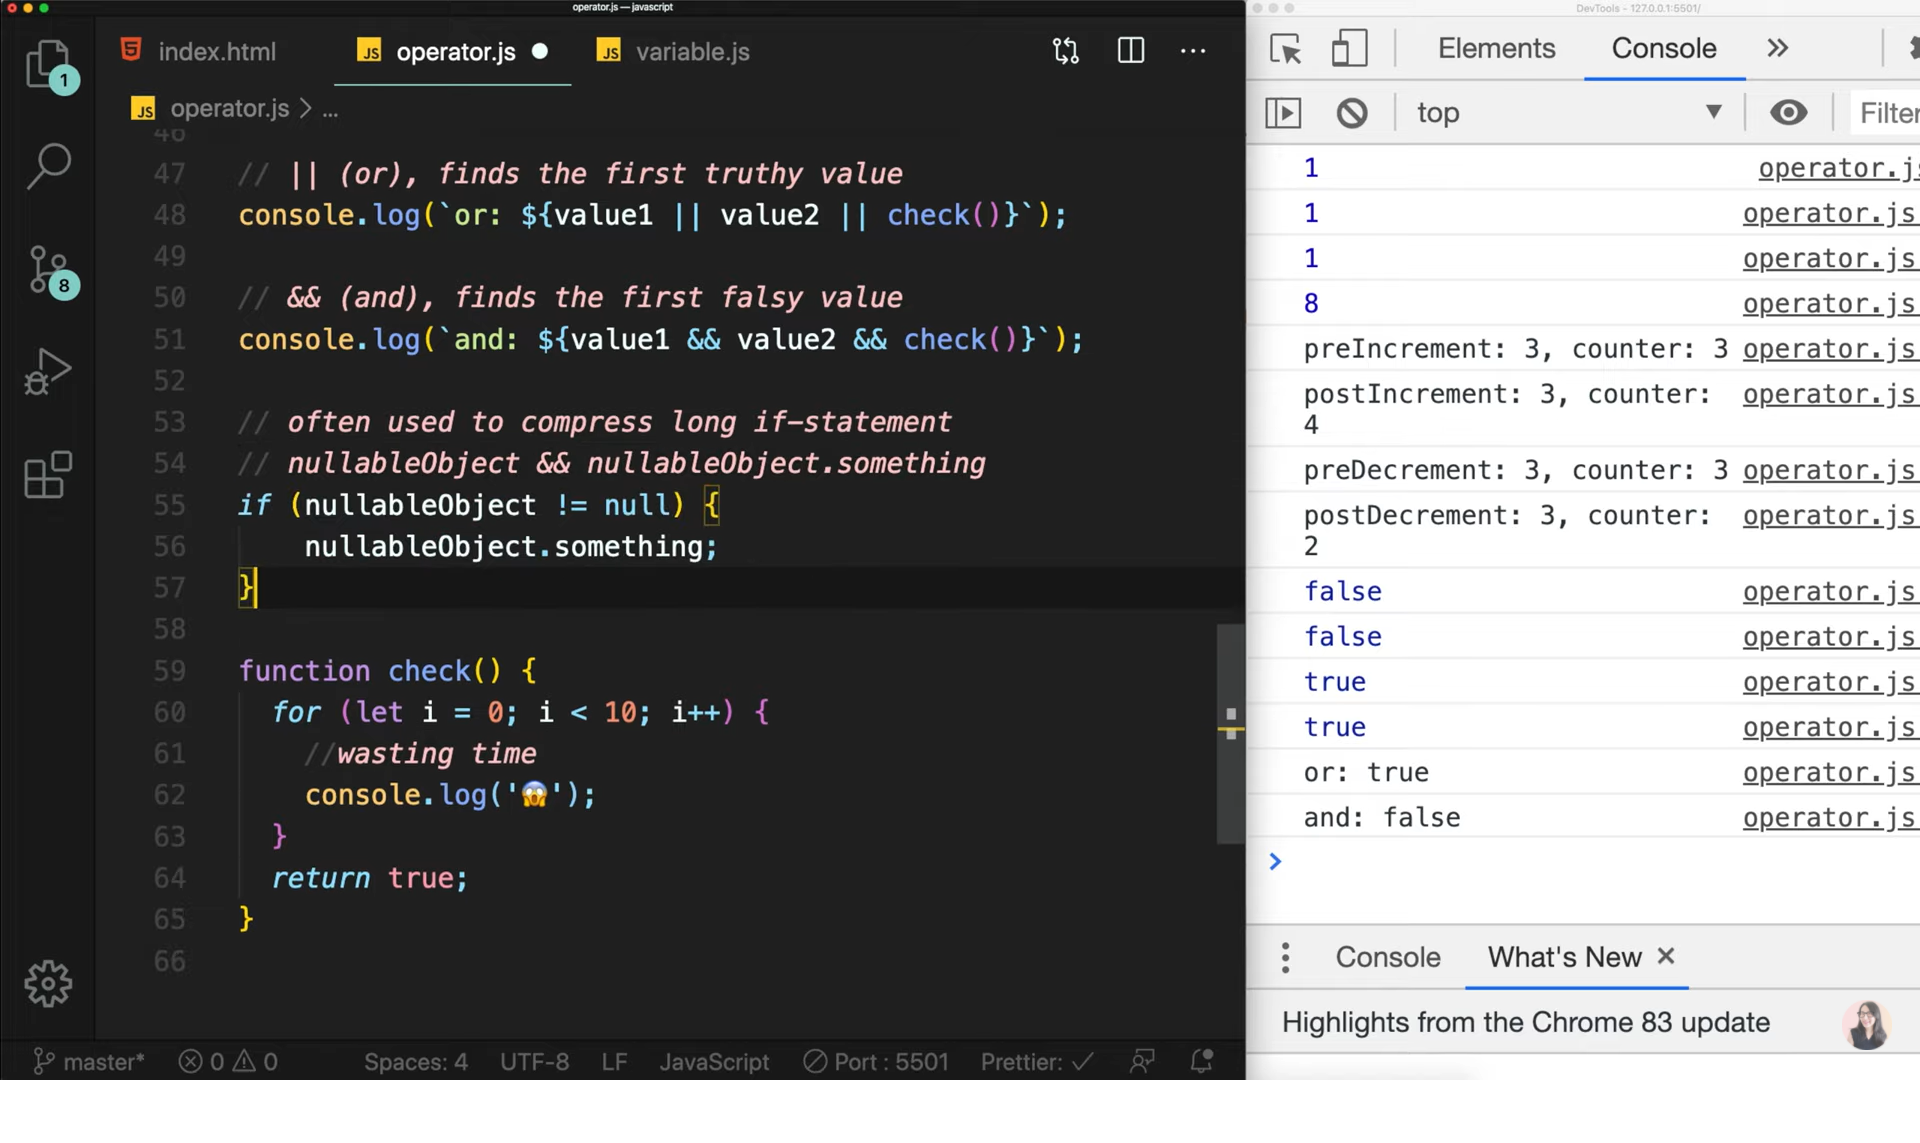 operator.js — javascript
index.html
JS operator.js
JS variable.js
JS operator.js > ...
46
47 // || (or), finds the first truthy value
48 console.log(`or: ${value1 || value2 || check()}`);
49
50 // && (and), finds the first falsy value
51 console.log(`and: ${value1 && value2 && check()}`);
52
53 // often used to compress long if-statement
54 // nullableObject && nullableObject.something
55 if (nullableObject != null) {
56 nullableObject.something;
57 }
58
59 function check() {
60 for (let i = 0; i < 10; i++) {
61 //wasting time
62 console.log('😱');
63 }
64 return true;
65 }
66
1
8
master* 0 0 Spaces: 4 UTF-8 LF JavaScript Port : 5501 Prettier: ✓
DevTools - 127.0.0.1:5501/
Elements Console »
top ▼ Filter
1 operator.js
1 operator.js
1 operator.js
8 operator.js
preIncrement: 3, counter: 3 operator.js
postIncrement: 3, counter: operator.js
4
preDecrement: 3, counter: 3 operator.js
postDecrement: 3, counter: operator.js
2
false operator.js
false operator.js
true operator.js
true operator.js
or: true operator.js
and: false operator.js
>
Console What's New ×
Highlights from the Chrome 83 update